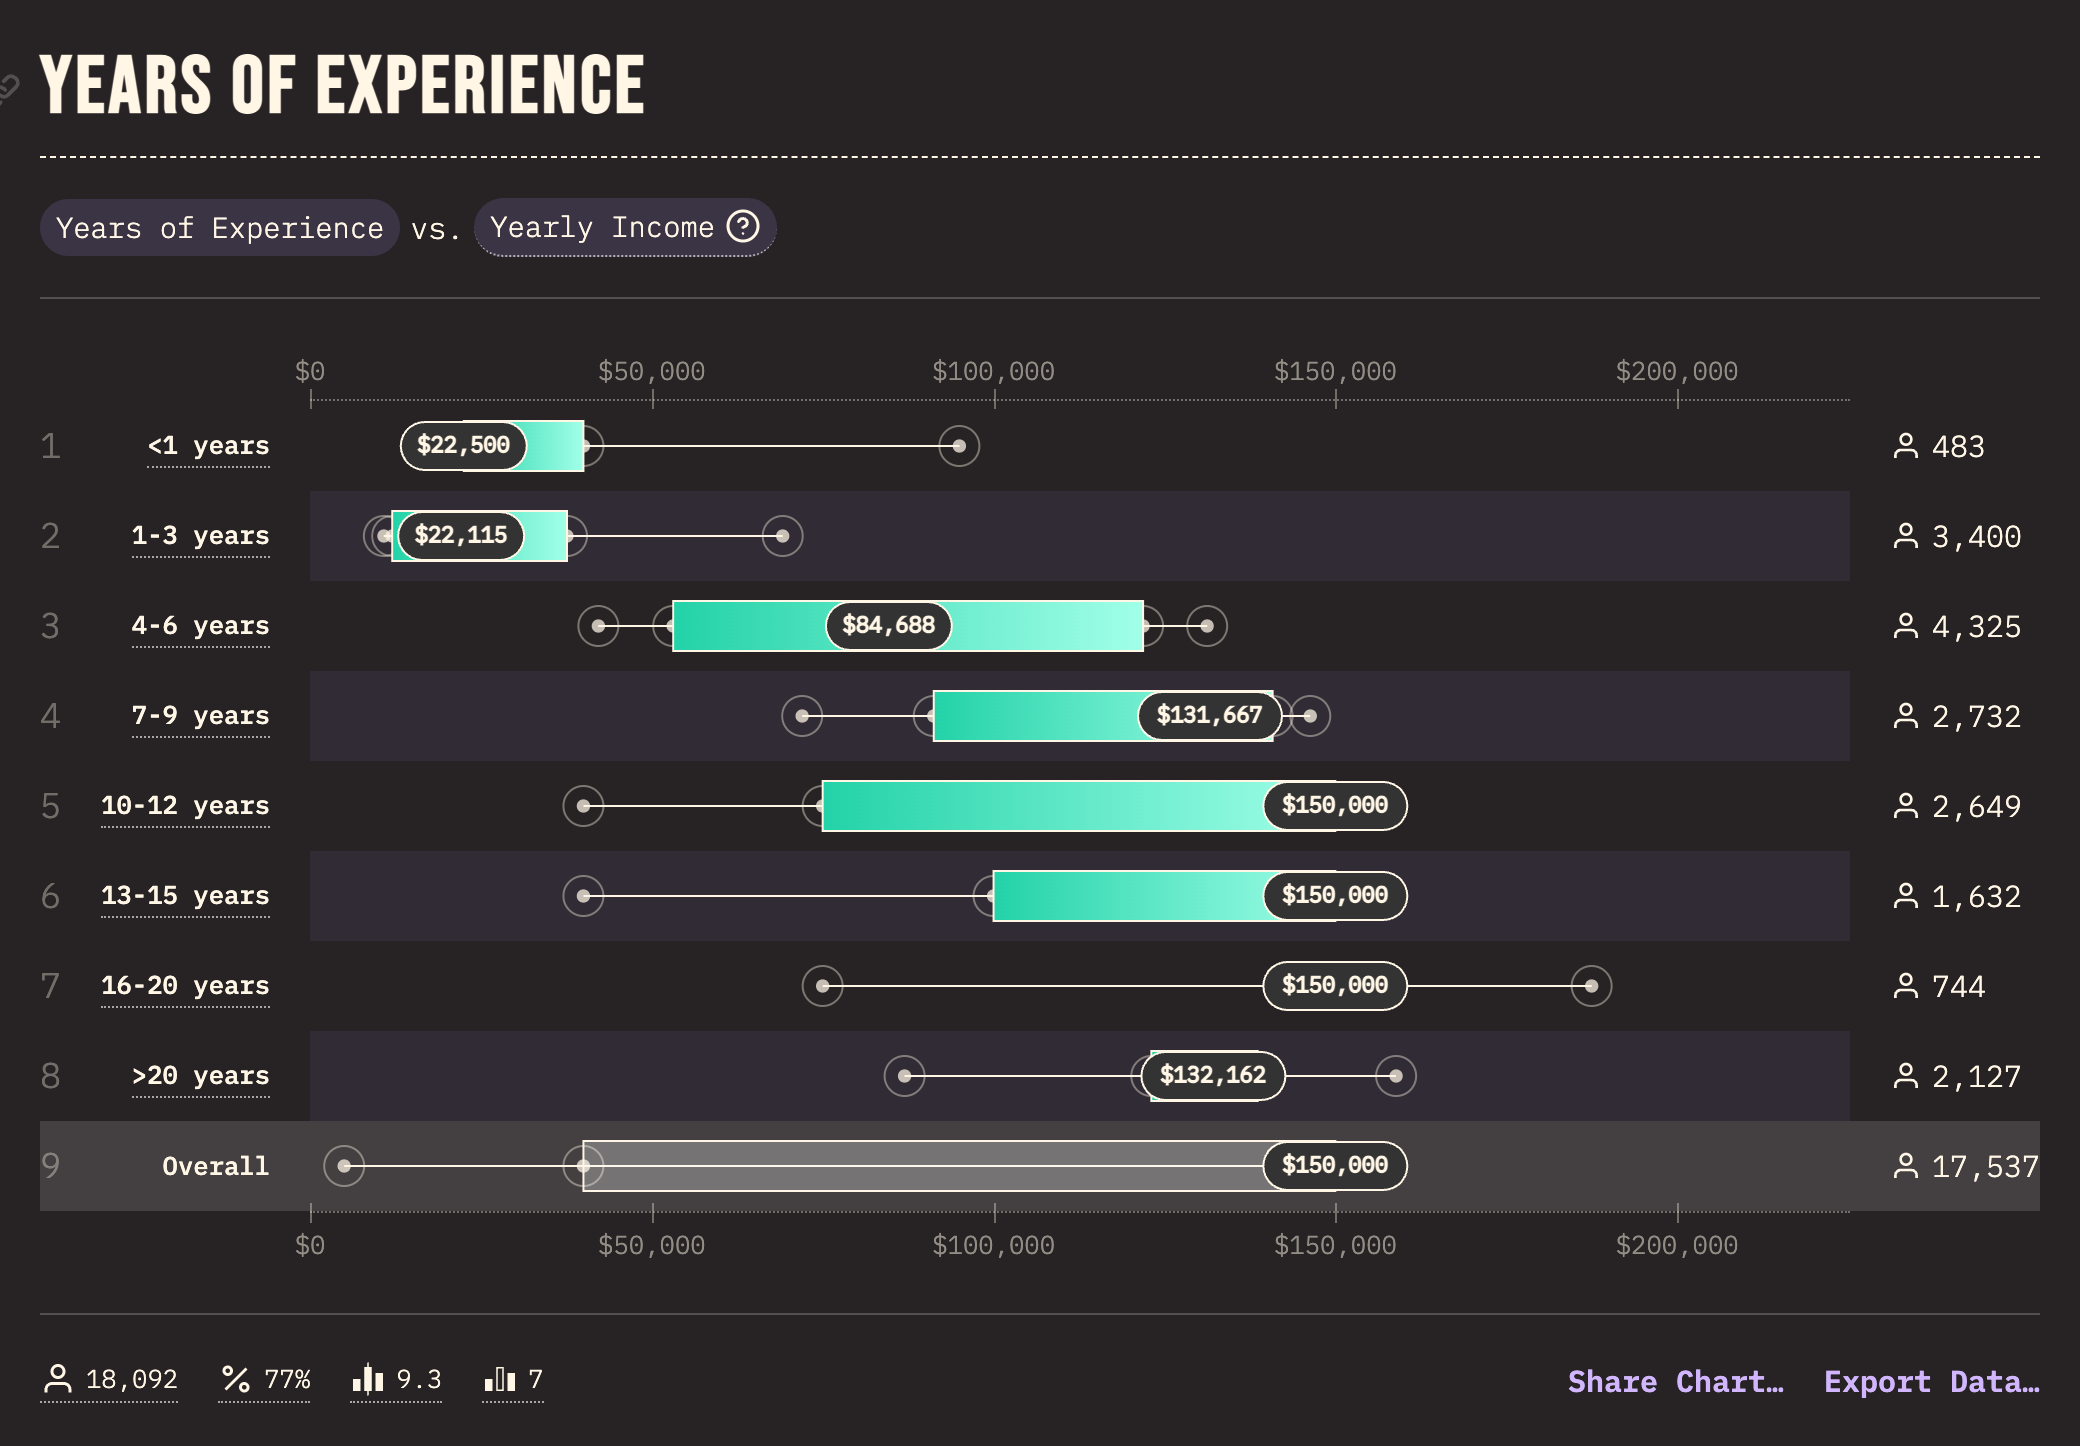 YEARS OF EXPERIENCE
Years of Experience vs. Yearly Income ?
$0 $50,000 $100,000 $150,000 $200,000
1 <1 years $22,500 483
2 1-3 years $22,115 3,400
3 4-6 years $84,688 4,325
4 7-9 years $131,667 2,732
5 10-12 years $150,000 2,649
6 13-15 years $150,000 1,632
7 16-20 years $150,000 744
8 >20 years $132,162 2,127
9 Overall $150,000 17,537
$0 $50,000 $100,000 $150,000 $200,000
18,092 % 77% 9.3 7 Share Chart… Export Data…